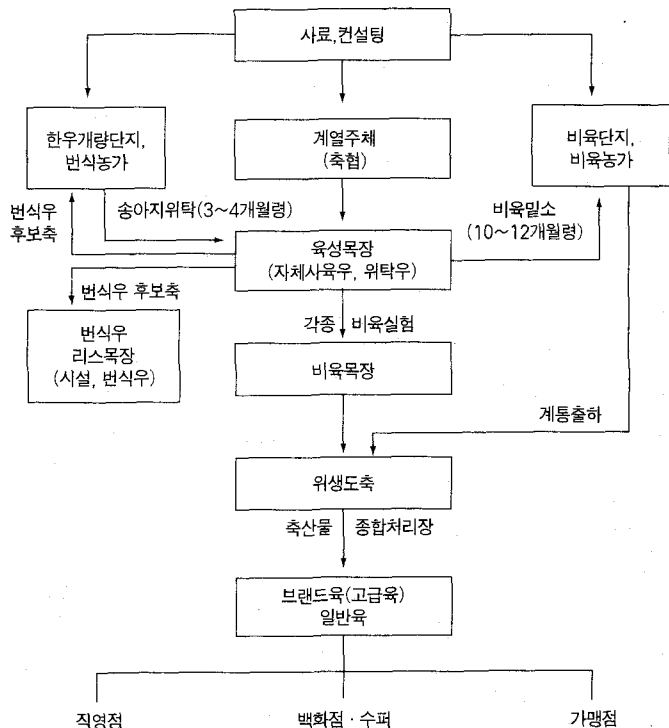 사료,컨설팅
한우개량단지,
번식농가
계열주체
(축협)
비육단지,
비육농가
번식우
후보축
송아지위탁(3~4개월령)
비육밑소
(10~12개월령)
육성목장
(자체사육우, 위탁우)
번식우 후보축
각종 비육실험
번식우
리스목장
(시설, 번식우)
비육목장
계통출하
위생도축
축산물 종합처리장
브랜드육(고급육)
일반육
직영점 백화점·수퍼 가맹점